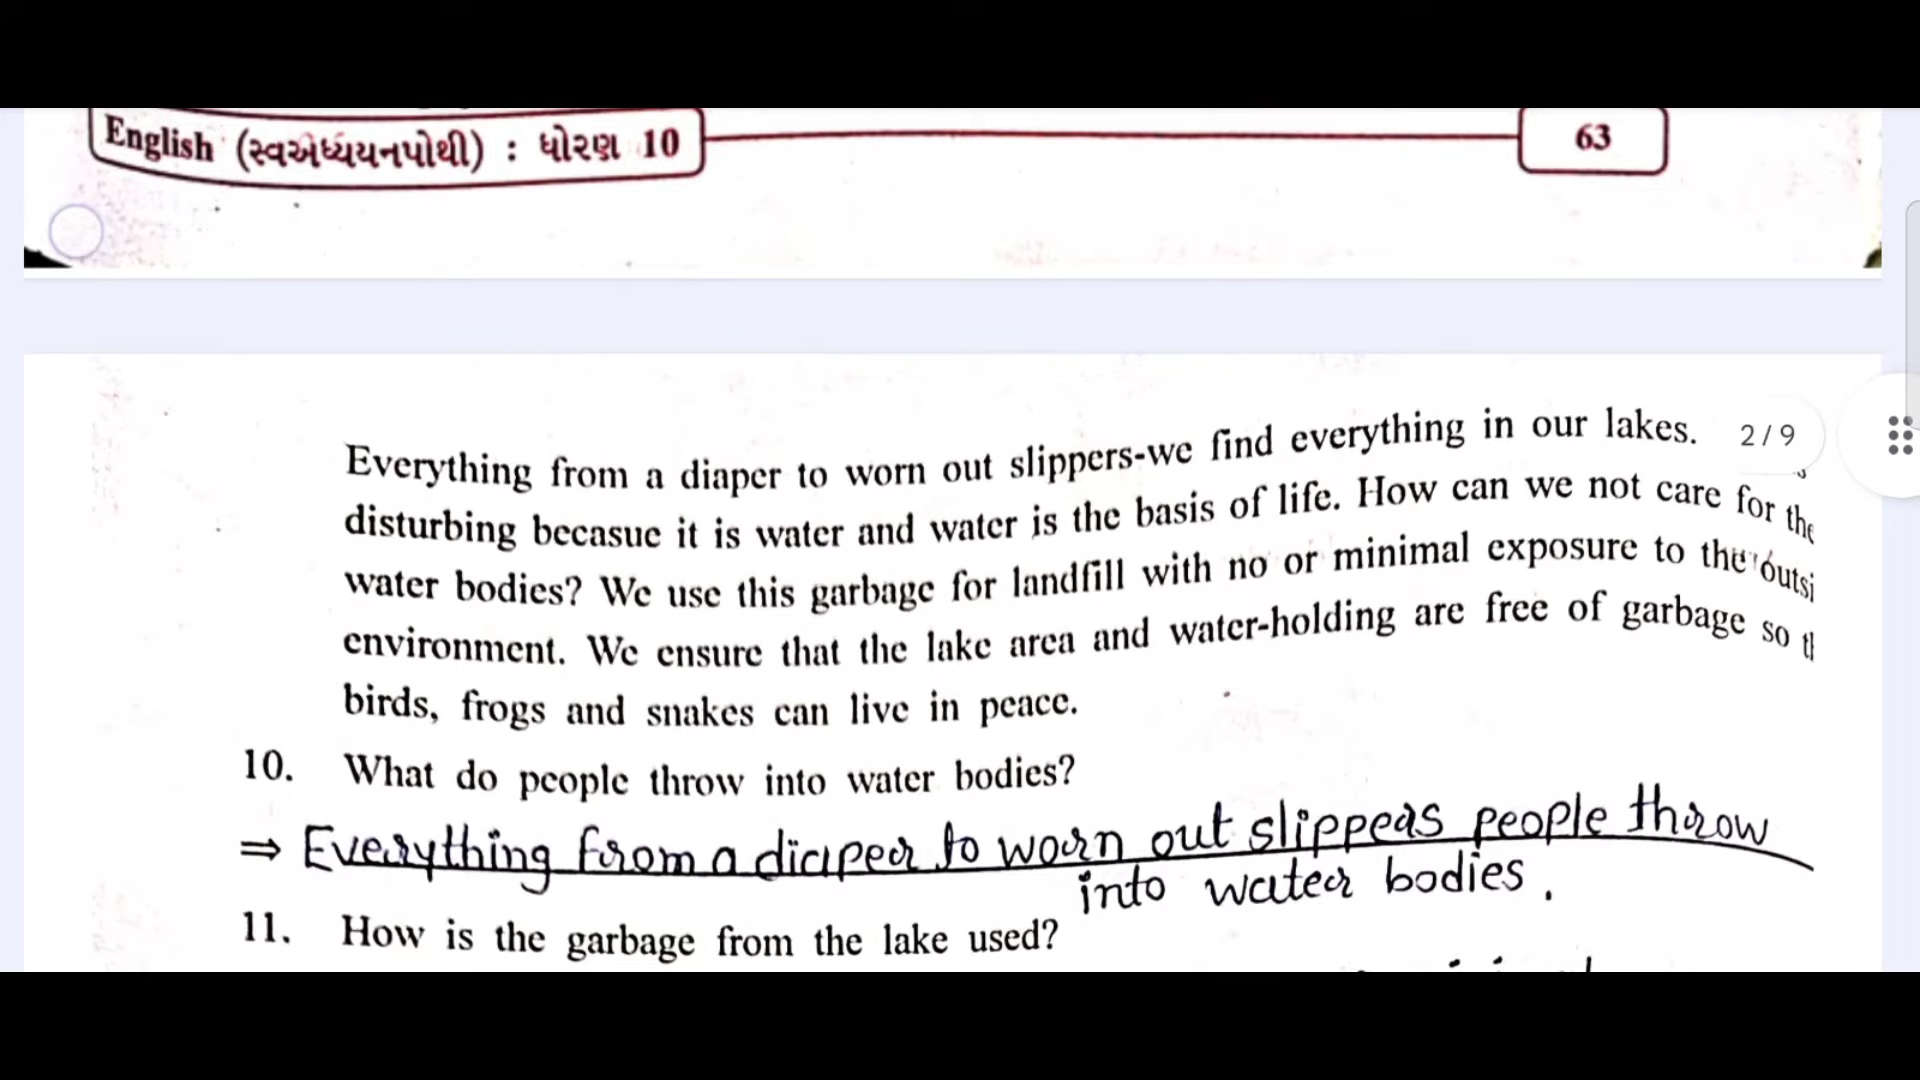 English (સ્વઅધ્યયનપોથી) : ધોરણ 10
63
Everything from a diaper to worn out slippers-we find everything in our lakes.
2/9
disturbing becasue it is water and water is the basis of life. How can we not care for the
water bodies? We use this garbage for landfill with no or minimal exposure to the outsi
environment. We ensure that the lake area and water-holding are free of garbage so th
birds, frogs and snakes can live in peace.
10. What do people throw into water bodies?
⇒ Everything from a diaper to worn out slippers people throw
into water bodies.
11. How is the garbage from the lake used?